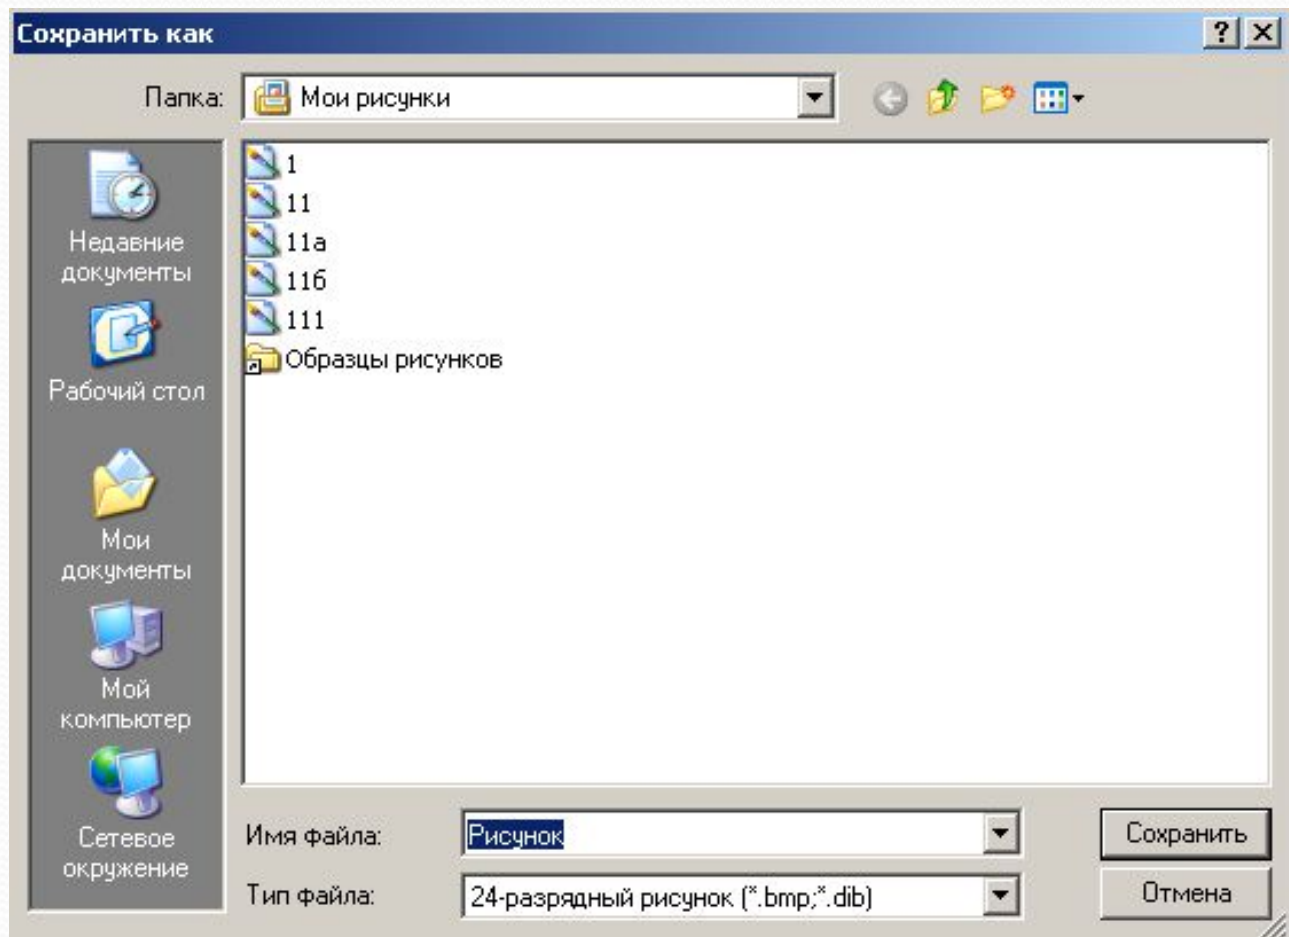 Сохранить как
Папка:
Мои рисунки
Недавние
документы
Рабочий стол
Мои
документы
Мой
компьютер
Сетевое
окружение
1
11
11а
11б
111
Образцы рисунков
Имя файла:
Рисунок
Сохранить
Тип файла:
24-разрядный рисунок (*.bmp;*.dib)
Отмена